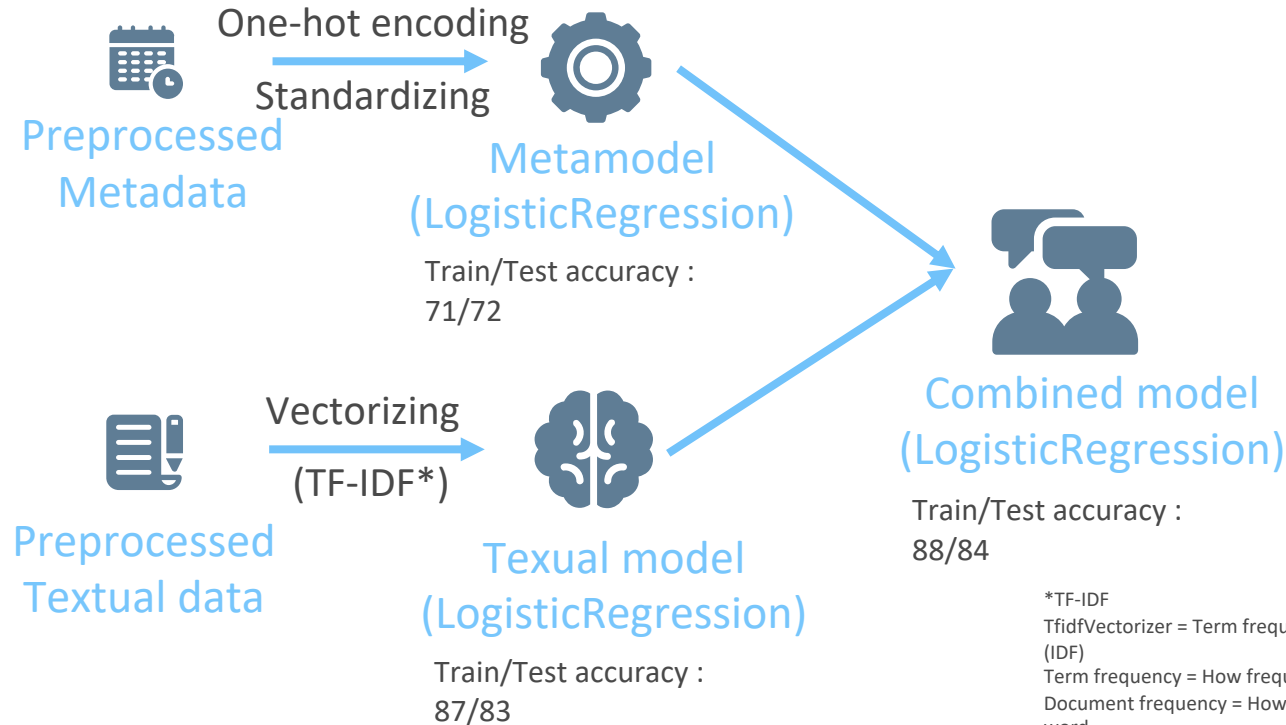 One-hot encoding
Standardizing
Preprocessed
Metadata
Metamodel
(LogisticRegression)
Train/Test accuracy :
71/72
Vectorizing
(TF-IDF*)
Preprocessed
Textual data
Texual model
(LogisticRegression)
Train/Test accuracy :
87/83
Combined model
(LogisticRegression)
Train/Test accuracy :
88/84
*TF-IDF
TfidfVectorizer = Term
(IDF)
Term frequency = How
Document frequency = How